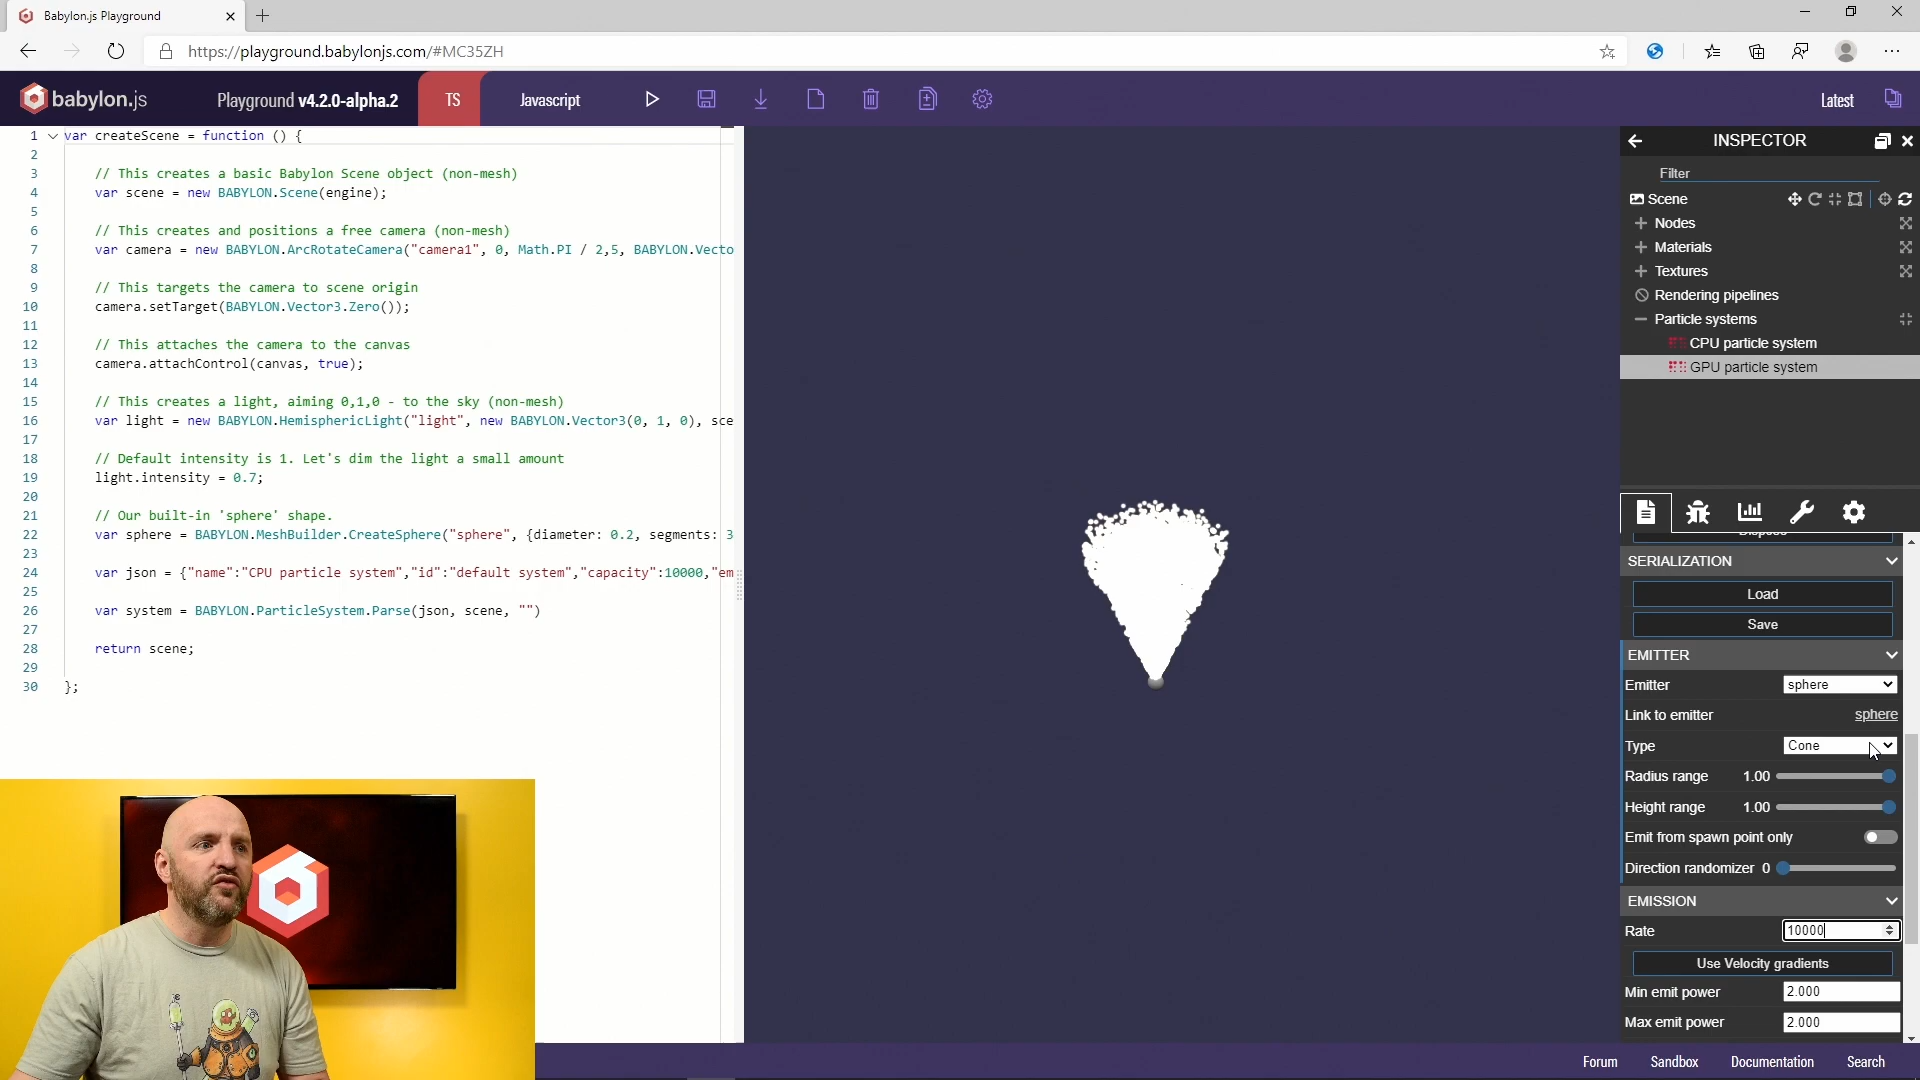 Babylon.js Playground
https://playground.babylonjs.com/#MC35ZH
babylon.js
Playground v4.2.0-alpha.2
TS
Javascript
Latest
1 var createScene = function () {
2
3 // This creates a basic Babylon Scene object (non-mesh)
4 var scene = new BABYLON.Scene(engine);
5
6 // This creates and positions a free camera (non-mesh)
7 var camera = new BABYLON.ArcRotateCamera("camera1", 0, Math.PI / 2,5, BABYLON.Vecto
8
9 // This targets the camera to scene origin
10 camera.setTarget(BABYLON.Vector3.Zero());
11
12 // This attaches the camera to the canvas
13 camera.attachControl(canvas, true);
14
15 // This creates a light, aiming 0,1,0 - to the sky (non-mesh)
16 var light = new BABYLON.HemisphericLight("light", new BABYLON.Vector3(0, 1, 0), sce
17
18 // Default intensity is 1. Let's dim the light a small amount
19 light.intensity = 0.7;
20
21 // Our built-in 'sphere' shape.
22 var sphere = BABYLON.MeshBuilder.CreateSphere("sphere", {diameter: 0.2, segments: 3
23
24 var json = {"name":"CPU particle system","id":"default system","capacity":10000,"em
25
26 var system = BABYLON.ParticleSystem.Parse(json, scene, "")
27
28 return scene;
29
30 };
INSPECTOR
Filter
Scene
Nodes
Materials
Textures
Rendering pipelines
Particle systems
CPU particle system
GPU particle system
Dispose
SERIALIZATION
Load
Save
EMITTER
Emitter sphere
Link to emitter sphere
Type Cone
Radius range 1.00
Height range 1.00
Emit from spawn point only
Direction randomizer 0
EMISSION
Rate 10000
Use Velocity gradients
Min emit power 2.000
Max emit power 2.000
Forum
Sandbox
Documentation
Search